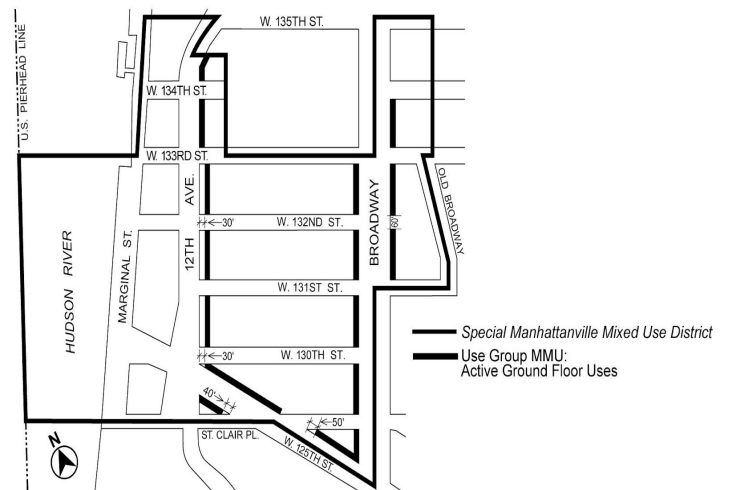 W. 135TH ST.
U.S. PIERHEAD LINE
W. 134TH ST.
W. 133RD ST.
AVE.
12TH
BROADWAY
OLD BROADWAY
30'
W. 132ND ST.
60'
MARGINAL ST.
HUDSON RIVER
W. 131ST ST.
Special Manhattanville Mixed Use District
30'
W. 130TH ST.
Use Group MMU:
Active Ground Floor Uses
40'
50'
ST. CLAIR PL.
W. 125TH ST.
N